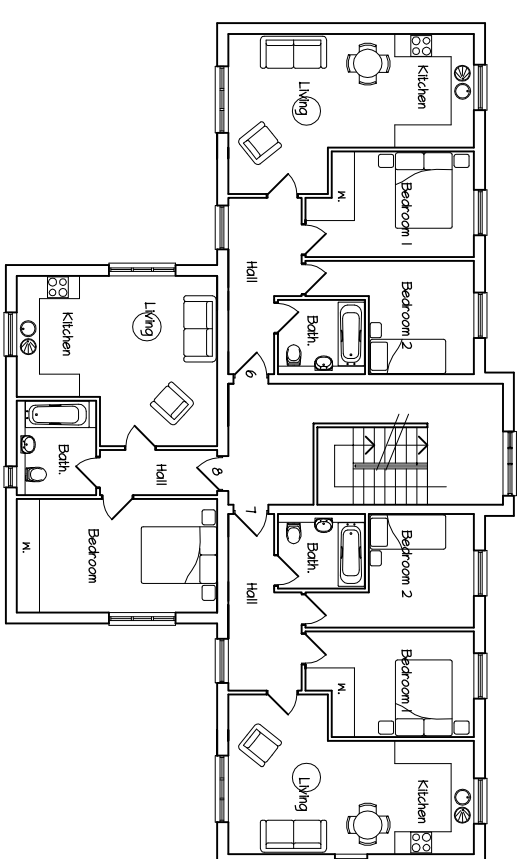 Living
Kitchen
W.
Bedroom 1
Hall
Bedroom 2
Bath.
6
Living
Kitchen
Bath.
Hall
8
7
Bedroom
W.
Bath.
Bedroom 2
Hall
W.
Bedroom 1
Living
Kitchen